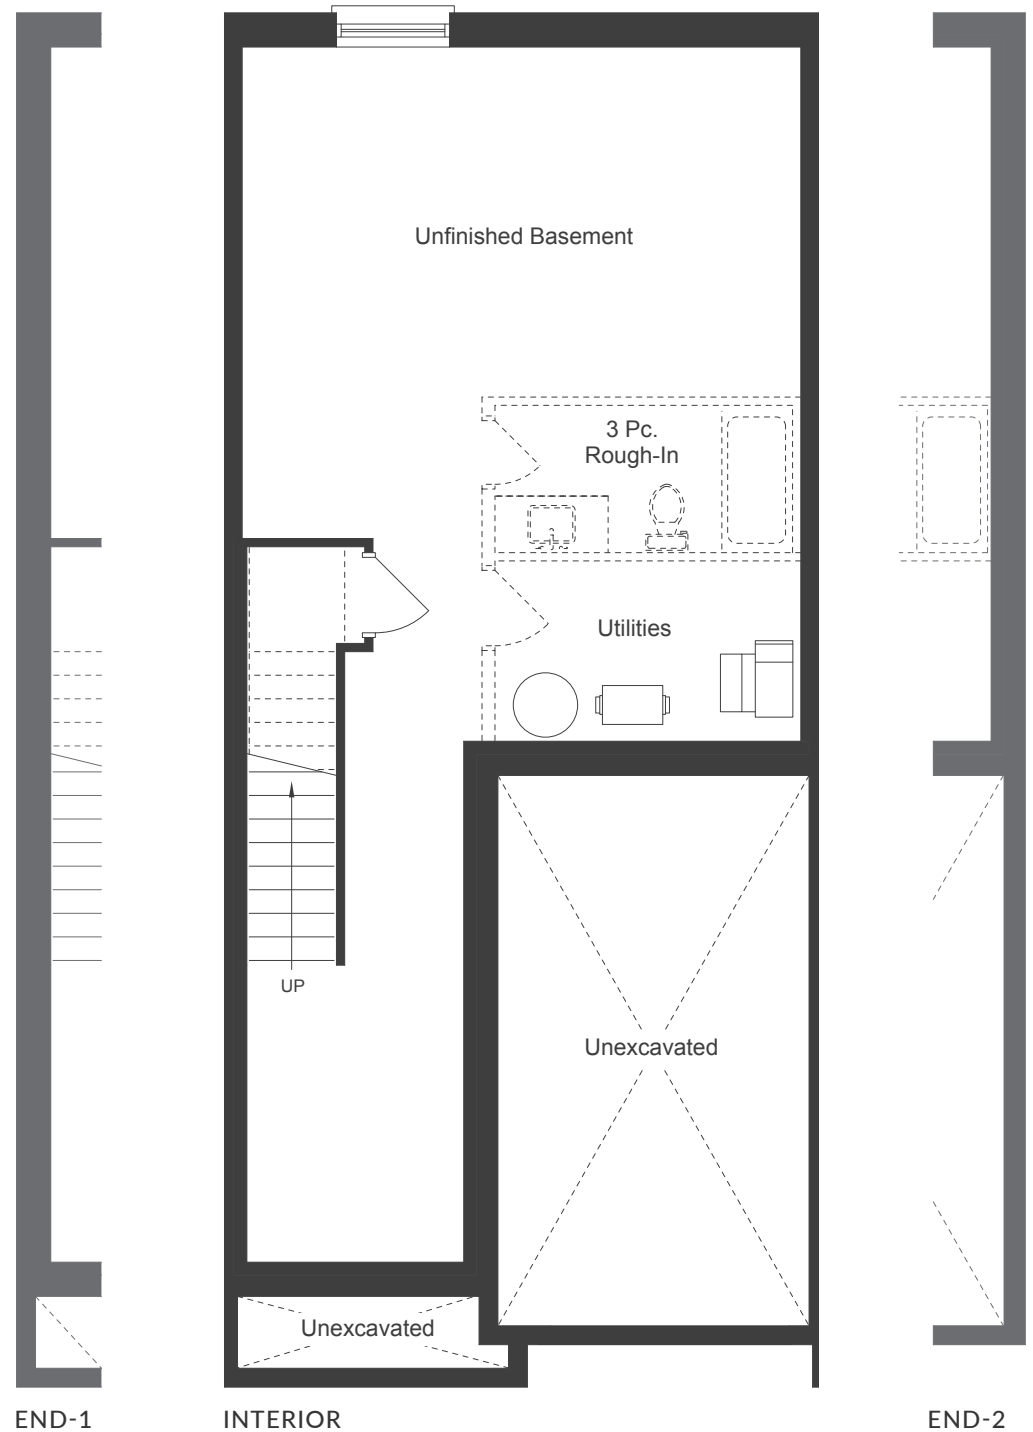 Unfinished Basement
3 Pc.
Rough-In
Utilities
UP
Unexcavated
Unexcavated
END-1
INTERIOR
END-2